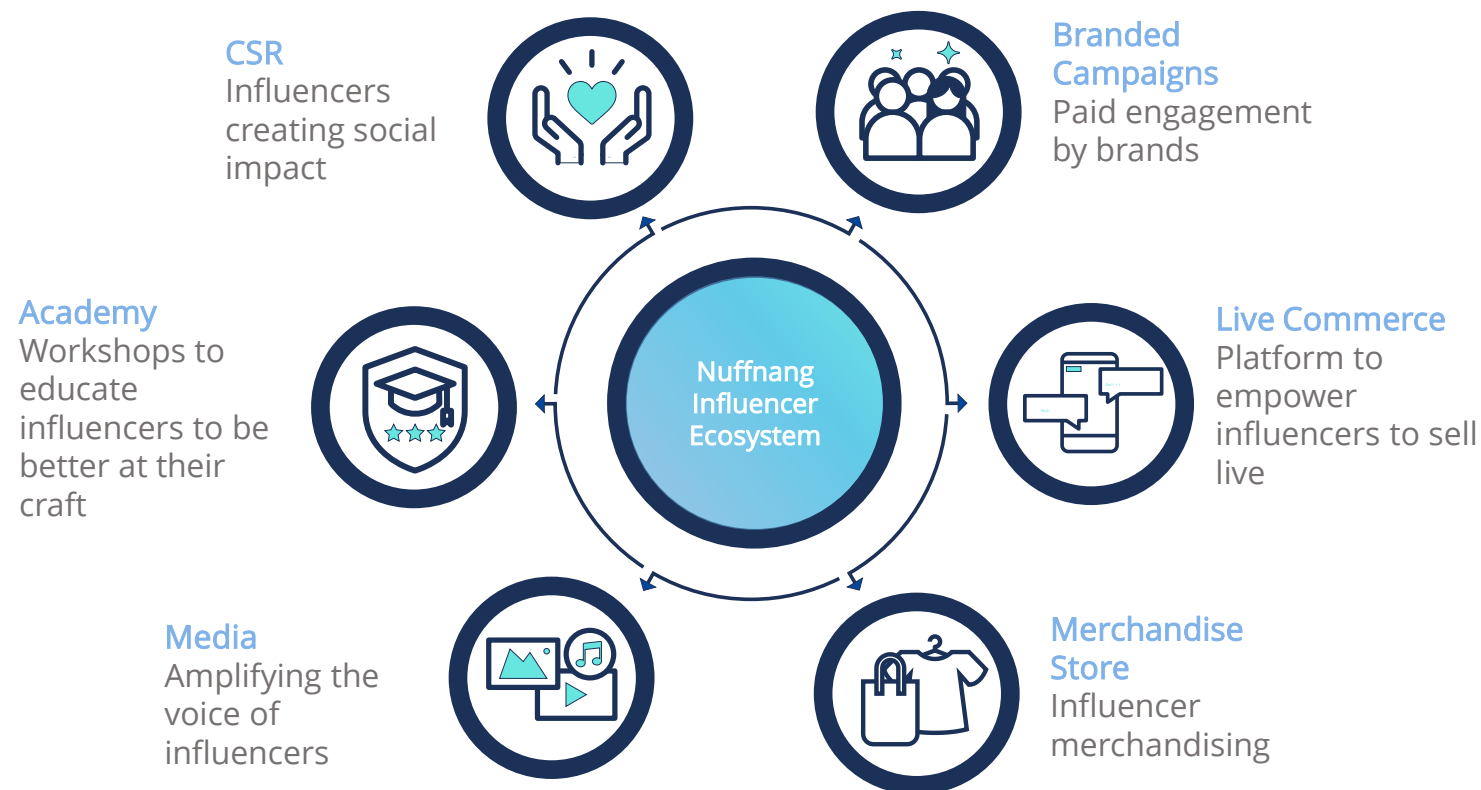 CSR
Influencers
creating social
impact
Branded
Campaigns
Paid engagement
by brands
Academy
Workshops to
educate
influencers to be
better at their
craft
Nuffnang
Influencer
Ecosystem
Live Commerce
Platform to
empower
influencers to sell
live
Media
Amplifying the
voice of
influencers
Merchandise
Store
Influencer
merchandising